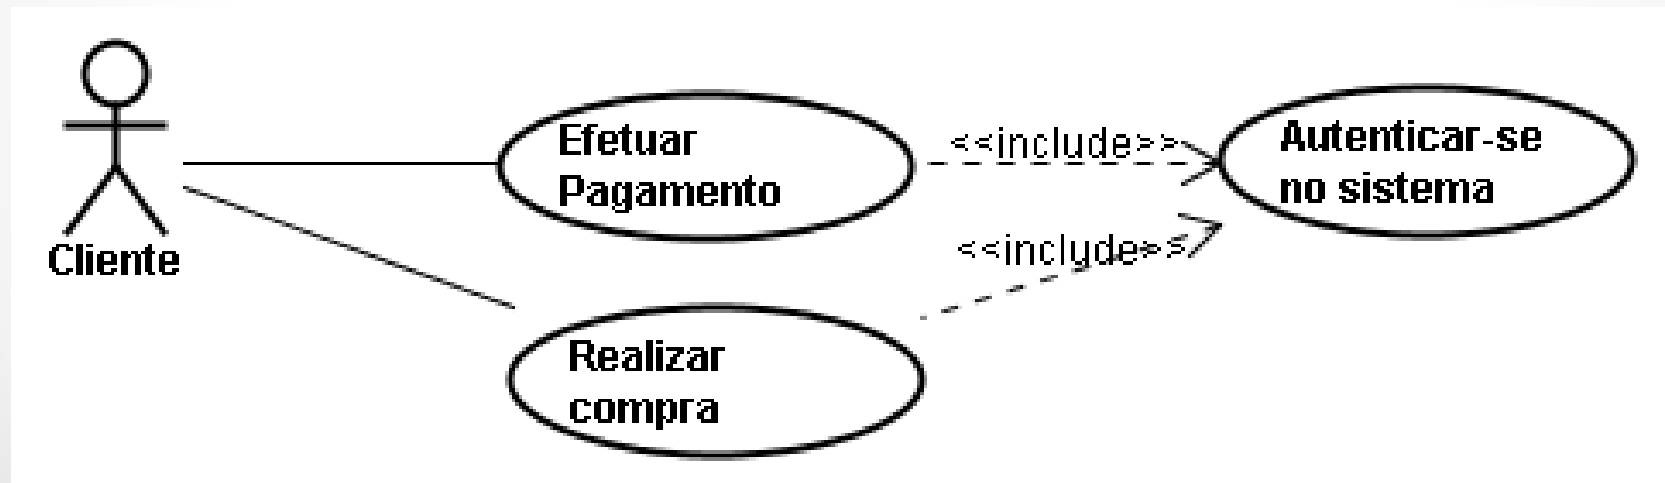 Cliente
Efetuar
Pagamento
<<include>>
Autenticar-se
no sistema
<<include>>
Realizar
compra